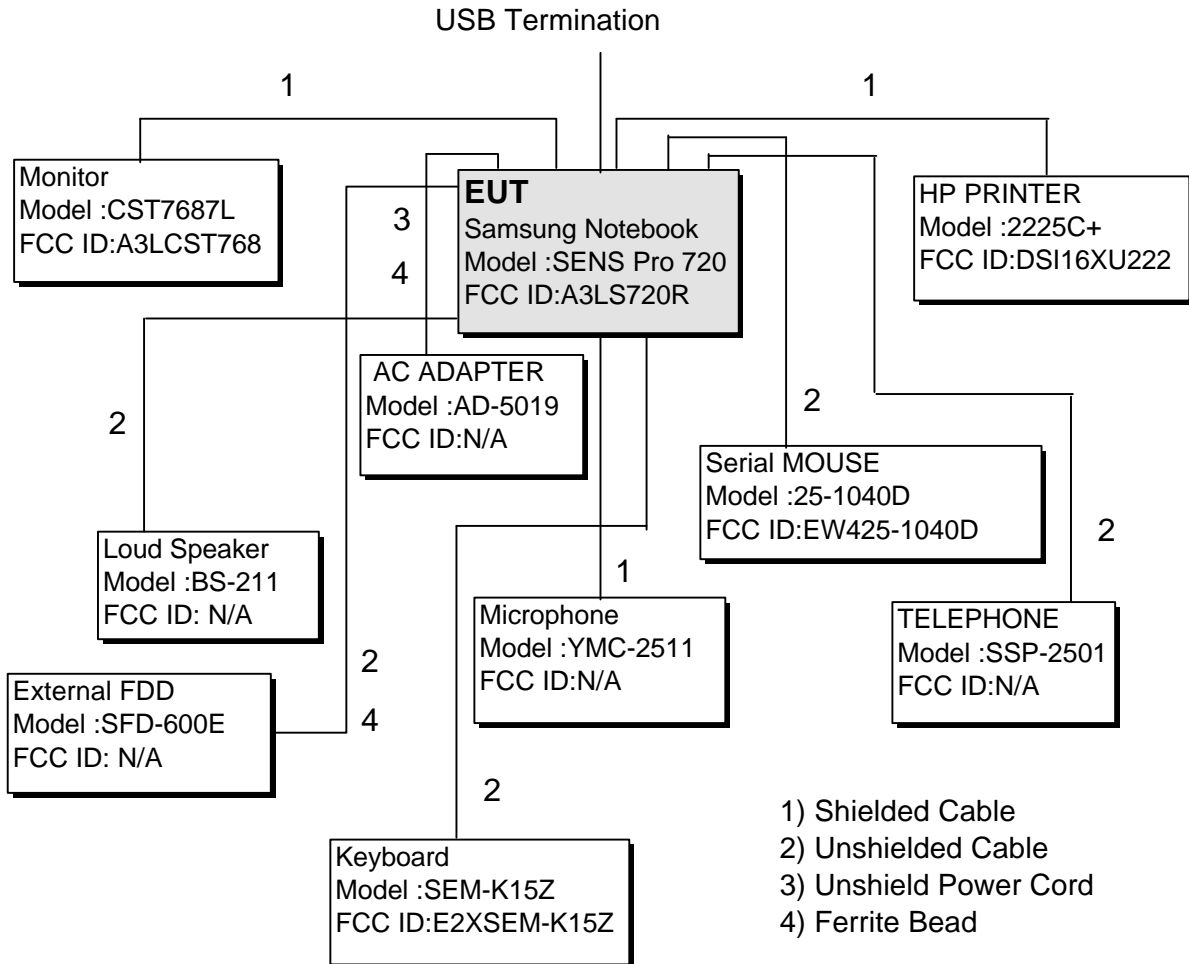 USB Termination
1
1
Monitor
Model :CST7687L
FCC ID:A3LCST768
EUT
Samsung Notebook
Model :SENS Pro 720
FCC ID:A3LS720R
HP PRINTER
Model :2225C+
FCC ID:DSI16XU222
3
4
AC ADAPTER
Model :AD-5019
FCC ID:N/A
2
2
Serial MOUSE
Model :25-1040D
FCC ID:EW425-1040D
2
Loud Speaker
Model :BS-211
FCC ID: N/A
1
Microphone
Model :YMC-2511
FCC ID:N/A
TELEPHONE
Model :SSP-2501
FCC ID:N/A
2
4
External FDD
Model :SFD-600E
FCC ID: N/A
2
Keyboard
Model :SEM-K15Z
FCC ID:E2XSEM-K15Z
1) Shielded Cable
2) Unshielded Cable
3) Unshield Power Cord
4) Ferrite Bead